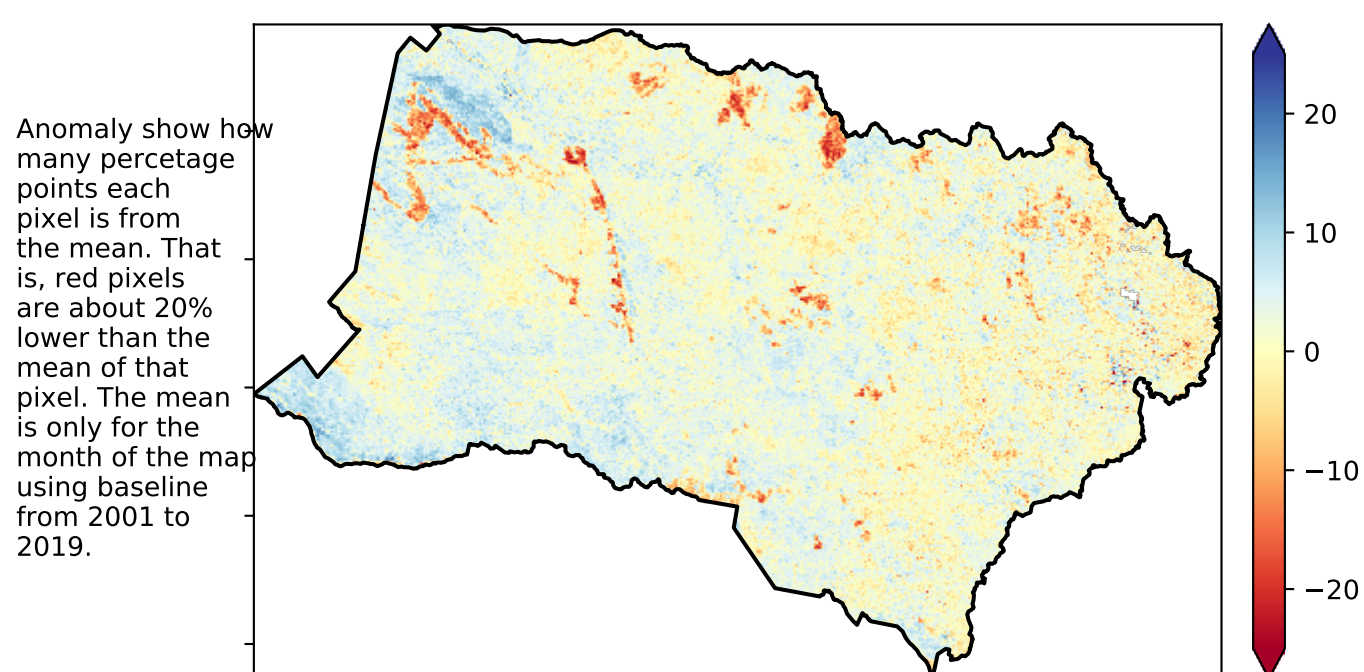 Anomaly show how
many percetage
points each
pixel is from
the mean. That
is, red pixels
are about 20%
lower than the
mean of that
pixel. The mean
is only for the
month of the map
using baseline
from 2001 to
2019.
20
10
0
−10
−20